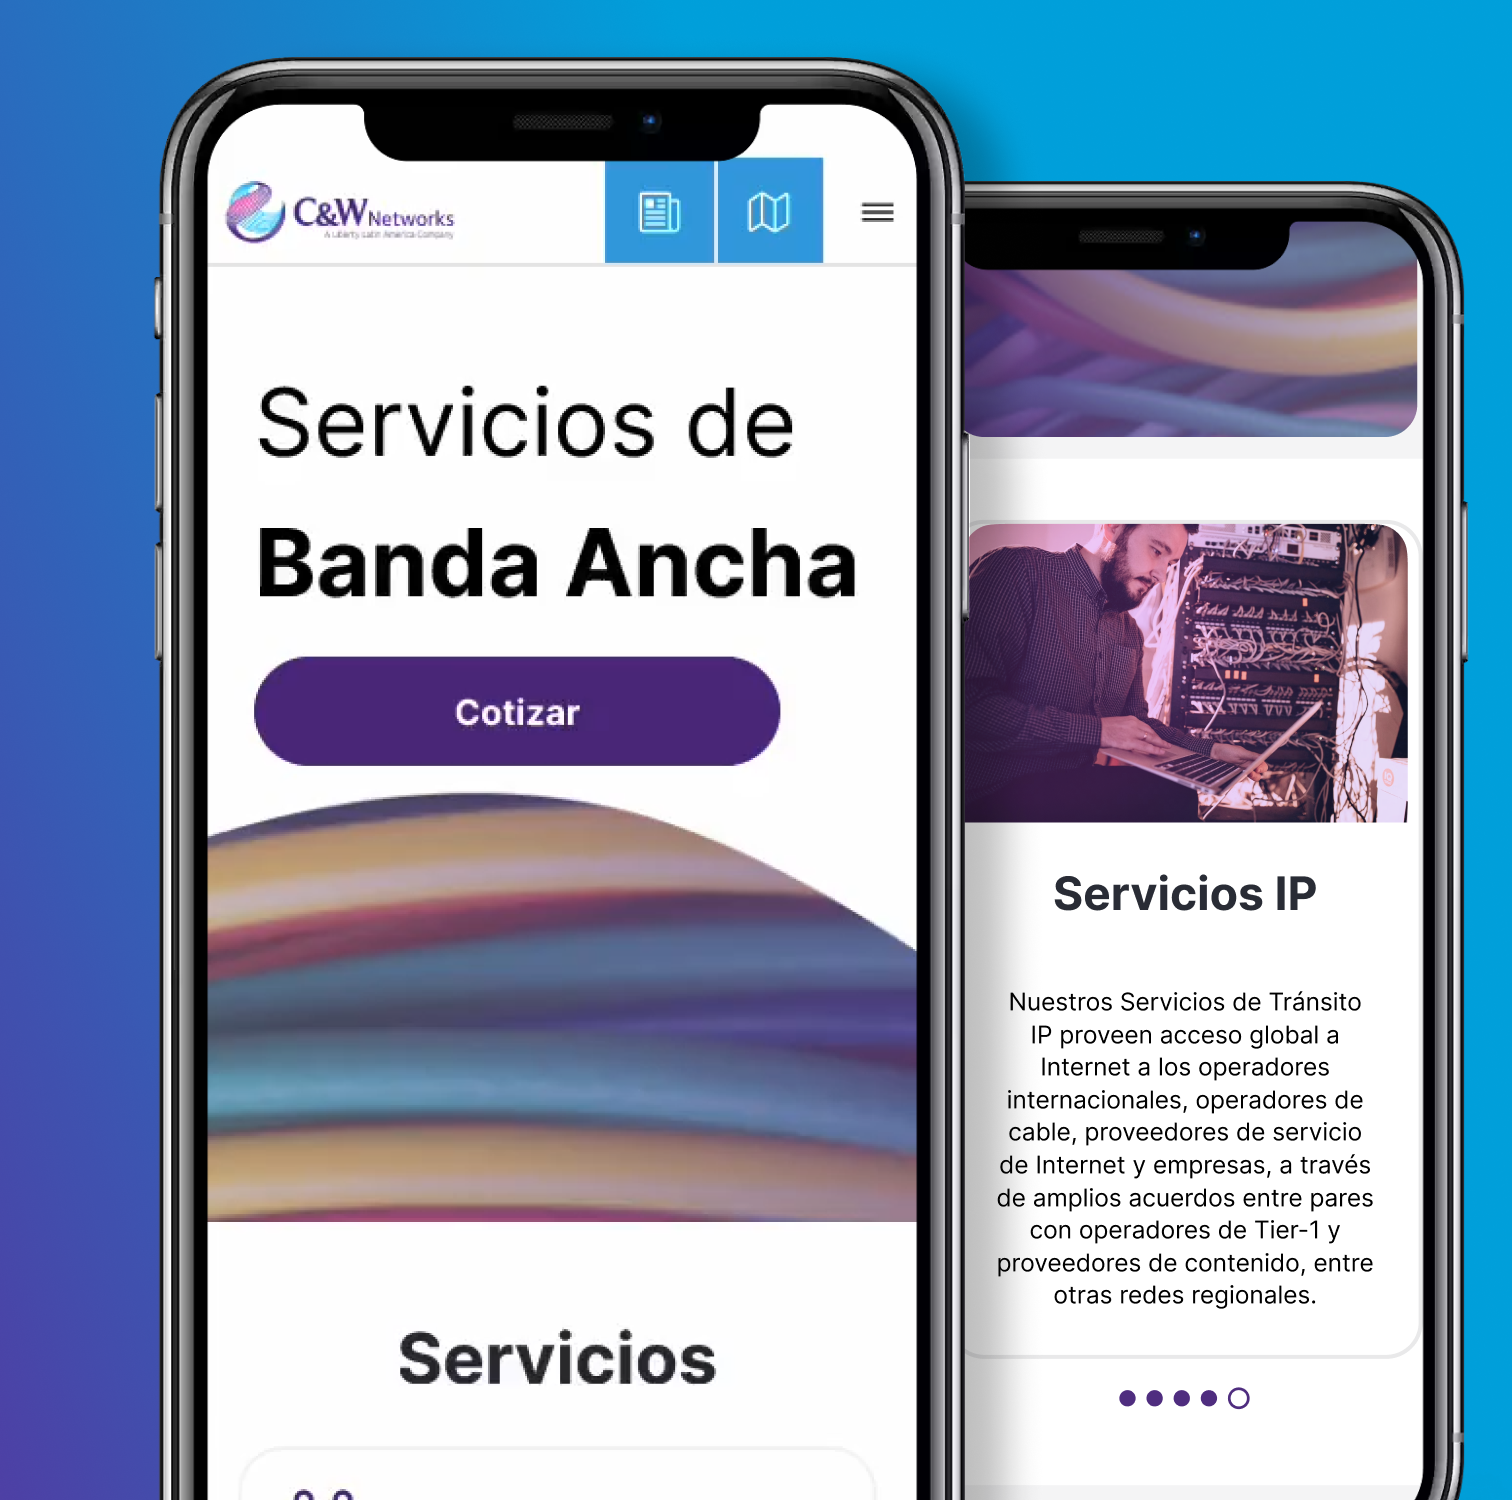 C&W Networks
A Liberty Latin America Company
Servicios de
Banda Ancha
Cotizar
Servicios
Servicios IP
Nuestros Servicios de Tránsito
IP proveen acceso global a
Internet a los operadores
internacionales, operadores de
cable, proveedores de servicio
de Internet y empresas, a través
de amplios acuerdos entre pares
con operadores de Tier-1 y
proveedores de contenido, entre
otras redes regionales.